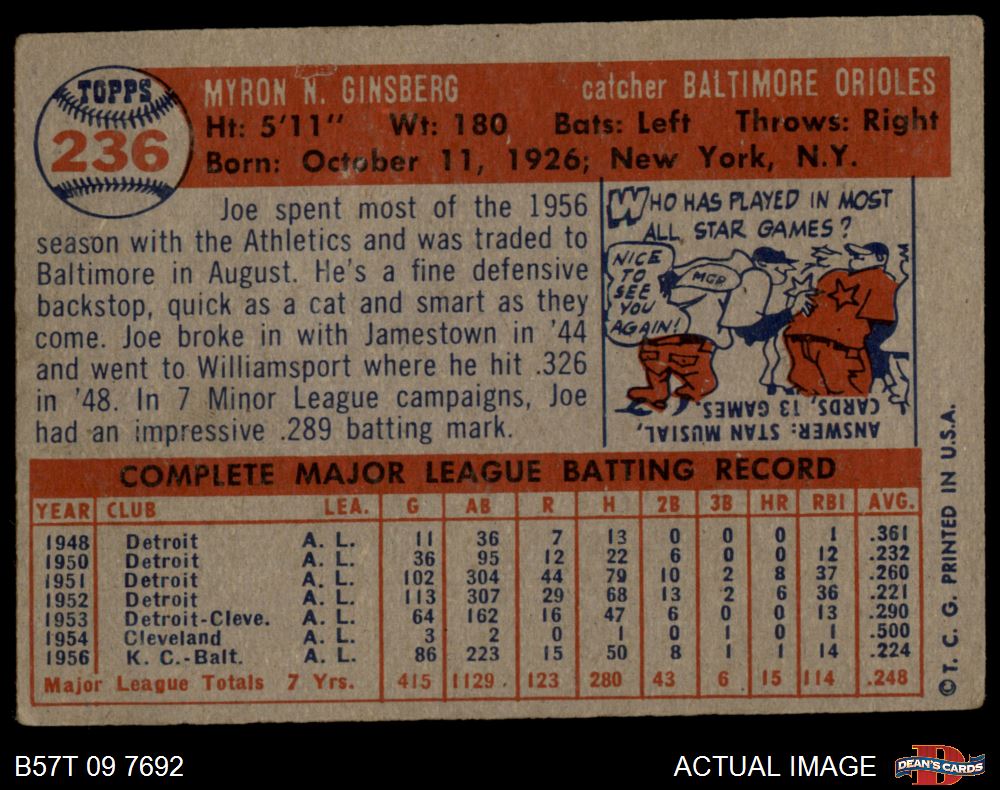 TOPPS
236
MYRON N. GINSBERG catcher BALTIMORE ORIOLES
Ht: 5'11" Wt: 180 Bats: Left Throws: Right
Born: October 11, 1926; New York, N.Y.
Joe spent most of the 1956
season with the Athletics and was traded to
Baltimore in August. He's a fine defensive
backstop, quick as a cat and smart as they
come. Joe broke in with Jamestown in '44
and went to Williamsport where he hit .326
in '48. In 7 Minor League campaigns, Joe
had an impressive .289 batting mark.
WHO HAS PLAYED IN MOST
ALL STAR GAMES?
NICE
TO
SEE
YOU
AGAIN!
MGR
ANSWER: STAN MUSIAL,
CARDS, 13 GAMES.
COMPLETE MAJOR LEAGUE BATTING RECORD
YEAR CLUB LEA. G AB R H 2B 3B HR RBI AVG.
1948 Detroit A. L. 11 36 7 13 0 0 0 1 .361
1950 Detroit A. L. 36 95 12 22 6 0 0 12 .232
1951 Detroit A. L. 102 304 44 79 10 2 8 37 .260
1952 Detroit A. L. 113 307 29 68 13 2 6 36 .221
1953 Detroit-Cleve. A. L. 64 162 16 47 6 0 0 13 .290
1954 Cleveland A. L. 3 2 0 1 0 1 0 1 .500
1956 K. C.-Balt. A. L. 86 223 15 50 8 1 1 14 .224
Major League Totals 7 Yrs. 415 1129 123 280 43 6 15 114 .248
© T. C. G. PRINTED IN U.S.A.
B57T 09 7692
ACTUAL IMAGE
DEAN'S CARDS